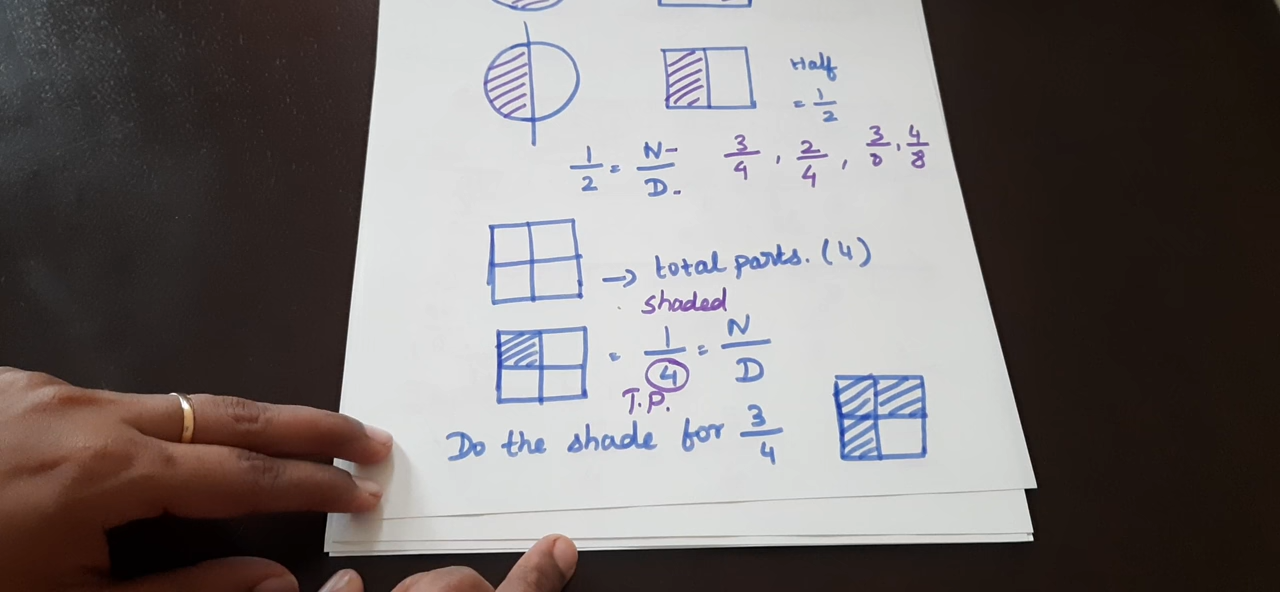 Half
= 1/2
1/2 = N/D 3/4, 2/4, 3/0, 4/8
→ total parts. (4)
shaded
= 1/4 = N/D
T.P.
Do the shade for 3/4